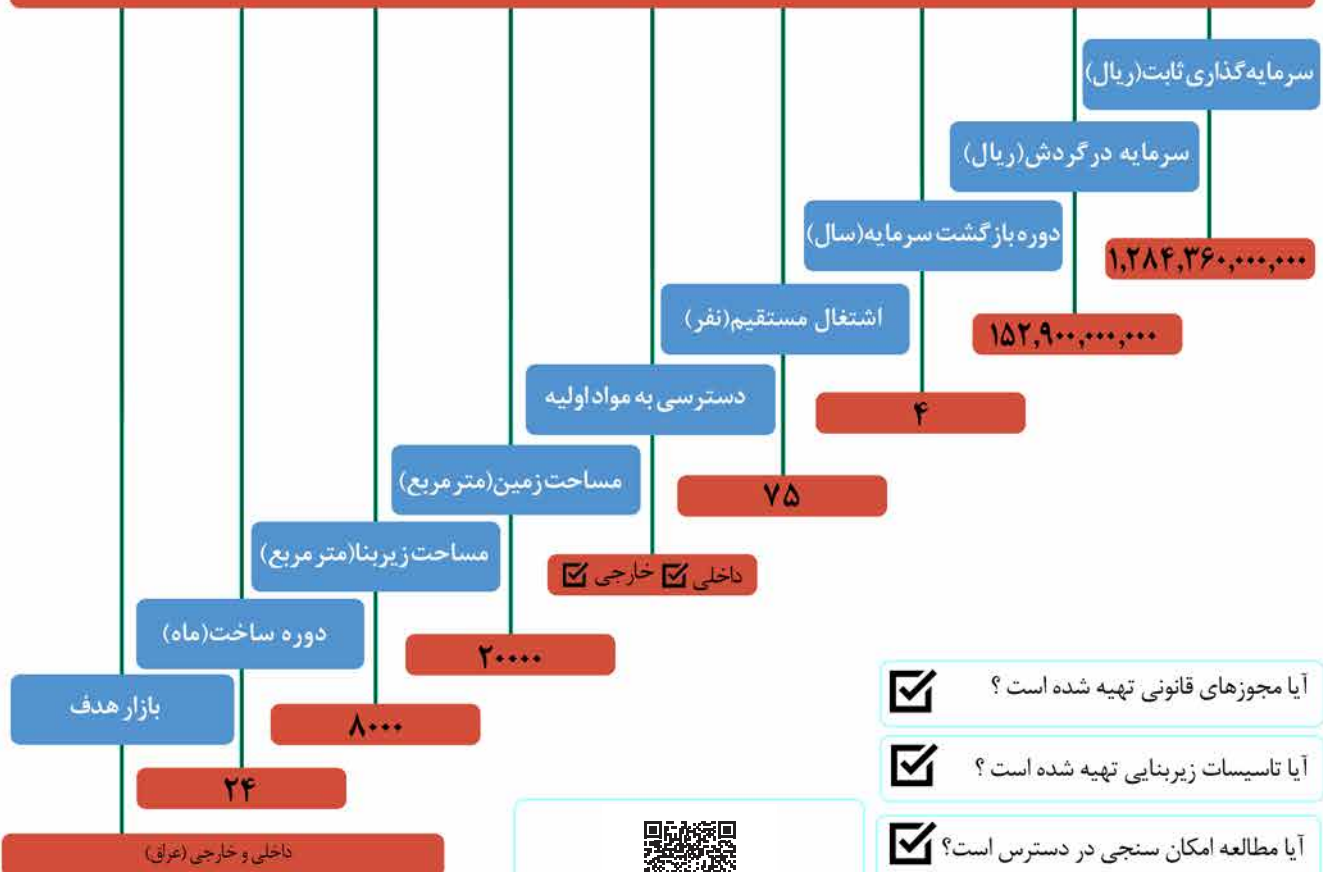 سرمایه‌گذاری ثابت(ریال)
۱,۲۸۴,۳۶۰,۰۰۰,۰۰۰
سرمایه در گردش(ریال)
۱۵۲,۹۰۰,۰۰۰,۰۰۰
دوره بازگشت سرمایه(سال)
۴
اشتغال مستقیم(نفر)
۷۵
دسترسی به مواد اولیه
داخلی ☑ خارجی ☑
مساحت زمین(متر مربع)
۲۰۰۰۰
مساحت زیربنا(متر مربع)
۸۰۰۰
دوره ساخت(ماه)
۲۴
بازار هدف
داخلی و خارجی (عراق)
آیا مجوزهای قانونی تهیه شده است ؟ ☑
آیا تاسیسات زیربنایی تهیه شده است ؟ ☑
آیا مطالعه امکان سنجی در دسترس است؟ ☑